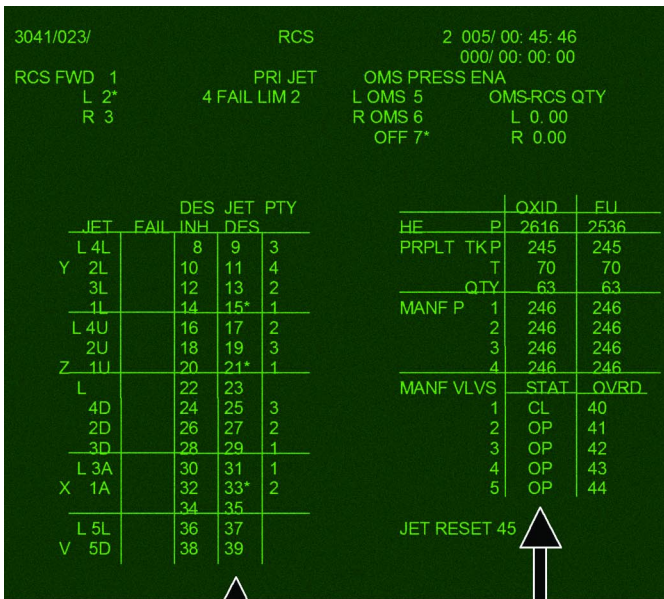 3041/023/ RCS 2 005/ 00: 45: 46
000/ 00: 00: 00
RCS FWD 1 PRI JET OMS PRESS ENA
L 2* 4 FAIL LIM 2 L OMS 5 OMS-RCS QTY
R 3 R OMS 6 L 0. 00
OFF 7* R 0.00
DES JET PTY OXID FU
JET FAIL INH DES HE P 2616 2536
L 4L 8 9 3 PRPLT TK P 245 245
Y 2L 10 11 4 T 70 70
3L 12 13 2 QTY 63 63
1L 14 15* 1 MANF P 1 246 246
L 4U 16 17 2 2 246 246
2U 18 19 3 3 246 246
Z 1U 20 21* 1 4 246 246
L 22 23 MANF VLVS STAT OVRD
4D 24 25 3 1 CL 40
2D 26 27 2 2 OP 41
3D 28 29 1 3 OP 42
L 3A 30 31 1 4 OP 43
X 1A 32 33* 2 5 OP 44
34 35
L 5L 36 37 JET RESET 45
V 5D 38 39